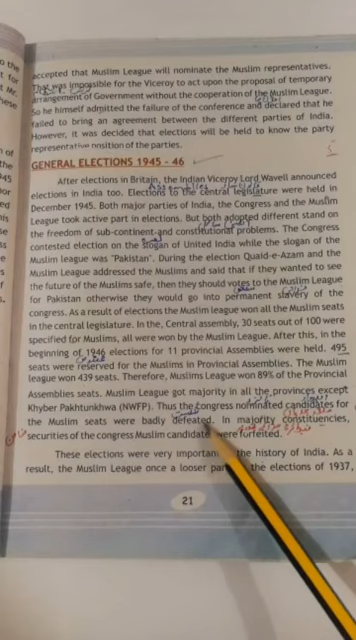 accepted that Muslim League will nominate the Muslim representatives.
That was impossible for the Viceroy to act upon the proposal of temporary
arrangement of Government without the cooperation of the Muslim League.
So he himself admitted the failure of the conference and declared that he
failed to bring an agreement between the different parties of India.
However, it was decided that elections will be held to know the party
representative position of the parties.
GENERAL ELECTIONS 1945 - 46
After elections in Britain, the Indian Viceroy Lord Wavell announced
elections in India too. Elections to the central legislature were held in
December 1945. Both major parties of India, the Congress and the Muslim
League took active part in elections. But both adopted different stand on
the freedom of sub-continent and constitutional problems. The Congress
contested election on the slogan of United India while the slogan of the
Muslim league was "Pakistan". During the election Quaid-e-Azam and the
Muslim League addressed the Muslims and said that if they wanted to see
the future of the Muslims safe, then they should votes to the Muslim League
for Pakistan otherwise they would go into permanent slavery of the
congress. As a result of elections the Muslim league won all the Muslim seats
in the central legislature. In the, Central assembly, 30 seats out of 100 were
specified for Muslims, all were won by the Muslim League. After this, in the
beginning of 1946 elections for 11 provincial Assemblies were held. 495
seats were reserved for the Muslims in Provincial Assemblies. The Muslim
league won 439 seats. Therefore, Muslims League won 89% of the Provincial
Assemblies seats. Muslim League got majority in all the provinces except
Khyber Pakhtunkhwa (NWFP). Thus the congress nominated candidates for
the Muslim seats were badly defeated. In majority constituencies,
securities of the congress Muslim candidate were forfeited.
These elections were very important the history of India. As a
result, the Muslim League once a looser the elections of 1937,
21